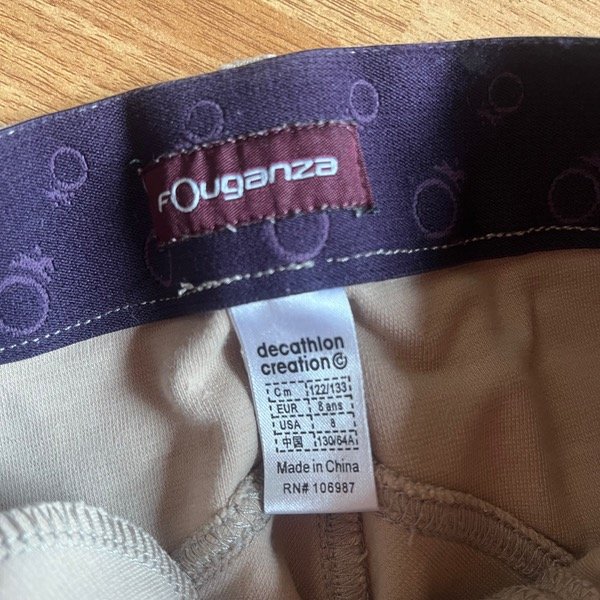 fOuganza
decathlon
creation
Cm 122/133
EUR 8 ans
USA 8
中国 130/64A
Made in China
RN# 106987